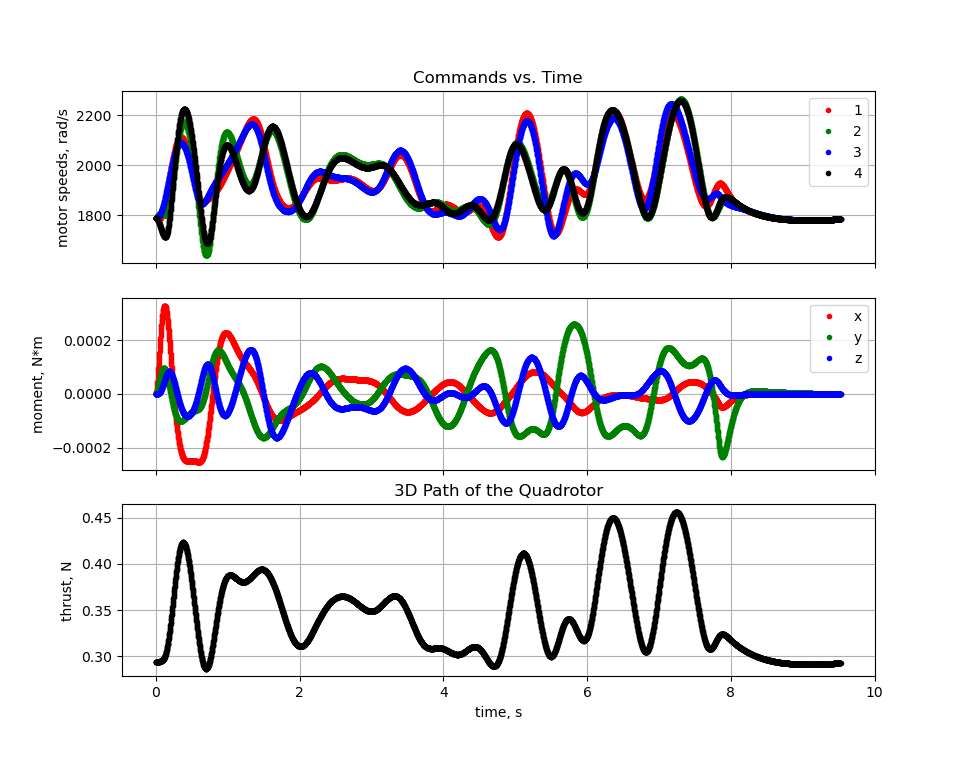 Commands vs. Time
motor speeds, rad/s
2200
2000
1800
1
2
3
4
moment, N*m
0.0002
0.0000
−0.0002
x
y
z
3D Path of the Quadrotor
thrust, N
0.45
0.40
0.35
0.30
0 2 4 6 8 10
time, s